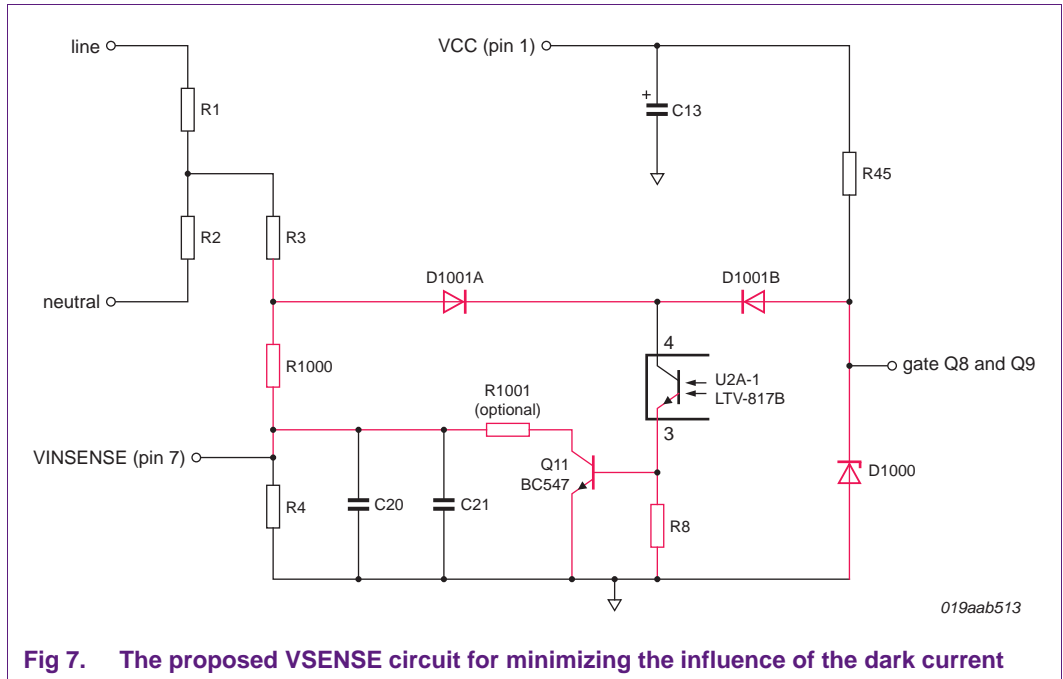 line
VCC (pin 1)
R1
+
C13
R45
R2
R3
D1001A
D1001B
neutral
4
R1000
U2A-1
LTV-817B
gate Q8 and Q9
R1001
(optional)
3
VINSENSE (pin 7)
Q11
BC547
D1000
R4
C20
C21
R8
019aab513
Fig 7. The proposed VSENSE circuit for minimizing the influence of the dark current